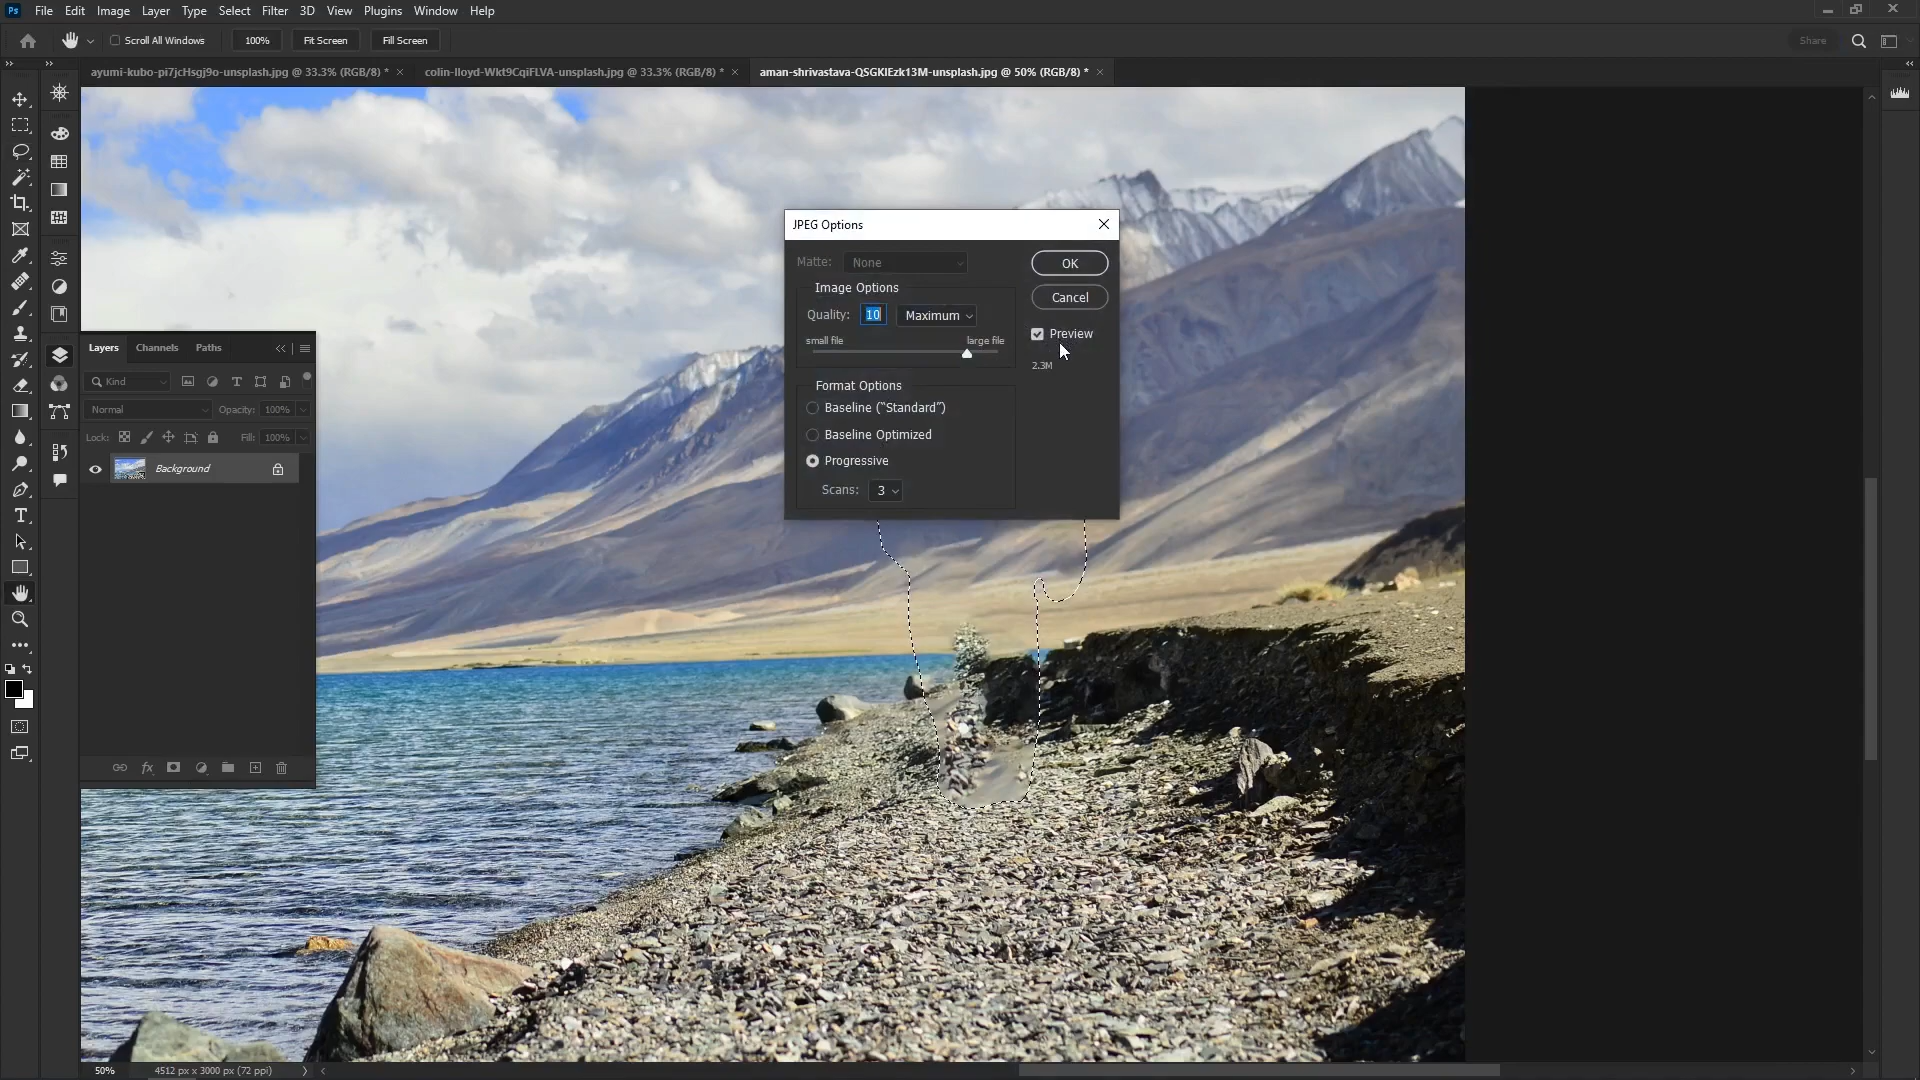 Ps File Edit Image Layer Type Select Filter 3D View Plugins Window Help
Scroll All Windows 100% Fit Screen Fill Screen Share
ayumi-kubo-pi7jcHsgj9o-unsplash.jpg @ 33.3% (RGB/8) * colin-lloyd-Wkt9CqiFLVA-unsplash.jpg @ 33.3% (RGB/8) * aman-shrivastava-QSGKlEzk13M-unsplash.jpg @ 50% (RGB/8) *
JPEG Options
Matte: None OK
Image Options
Cancel
Quality: 10 Maximum
Preview
small file large file
2.3M
Format Options
Baseline ("Standard")
Baseline Optimized
Progressive
Scans: 3
Layers Channels Paths
Kind
Normal Opacity: 100%
Lock: Fill: 100%
Background
fx
50% 4512 px x 3000 px (72 ppi)